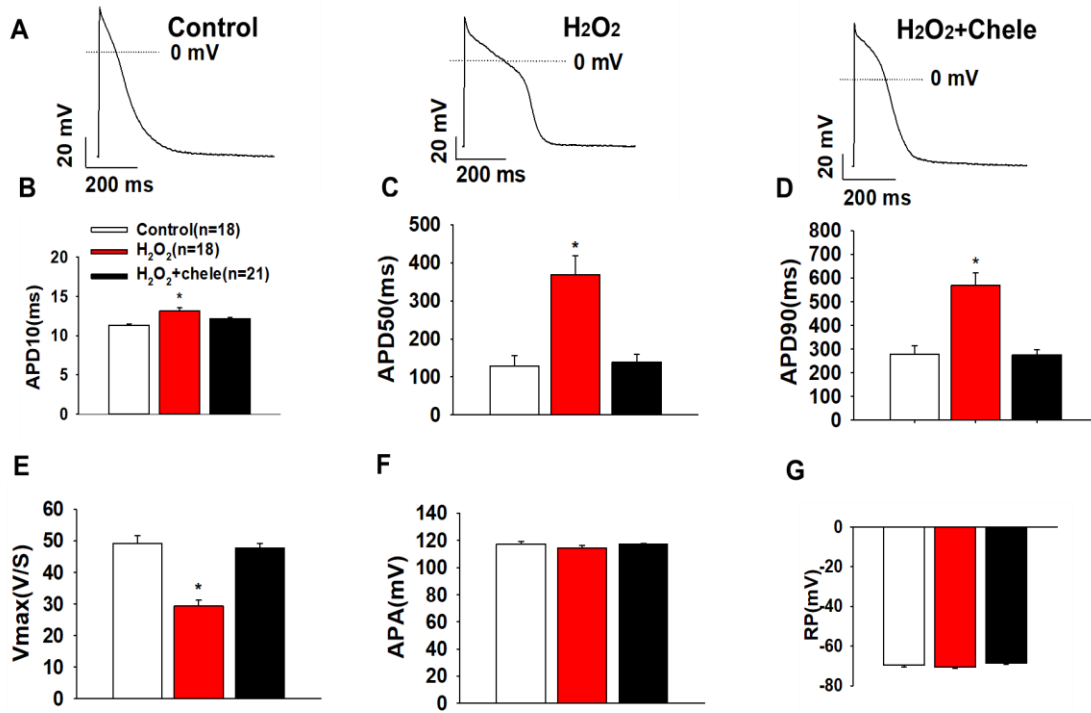 A
Control
0 mV
20 mV
200 ms
H2O2
0 mV
20 mV
200 ms
H2O2+Chele
0 mV
20 mV
200 ms
B
Control(n=18)
H2O2(n=18)
H2O2+chele(n=21)
APD10(ms)
20
15
10
5
0
*
C
APD50(ms)
500
400
300
200
100
0
*
D
APD90(ms)
800
700
600
500
400
300
200
100
0
*
E
Vmax(V/S)
60
50
40
30
20
10
0
*
F
APA(mV)
140
120
100
80
60
40
20
0
G
RP(mV)
0
-20
-40
-60
-80